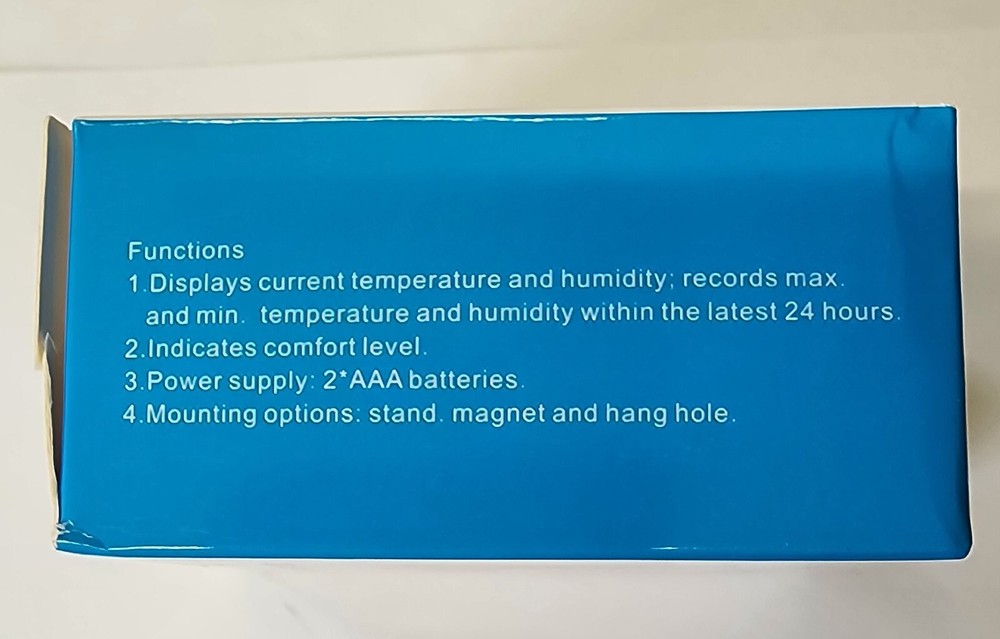 Functions
1.Displays current temperature and humidity; records max.
and min. temperature and humidity within the latest 24 hours.
2.Indicates comfort level.
3.Power supply: 2*AAA batteries.
4.Mounting options: stand. magnet and hang hole.